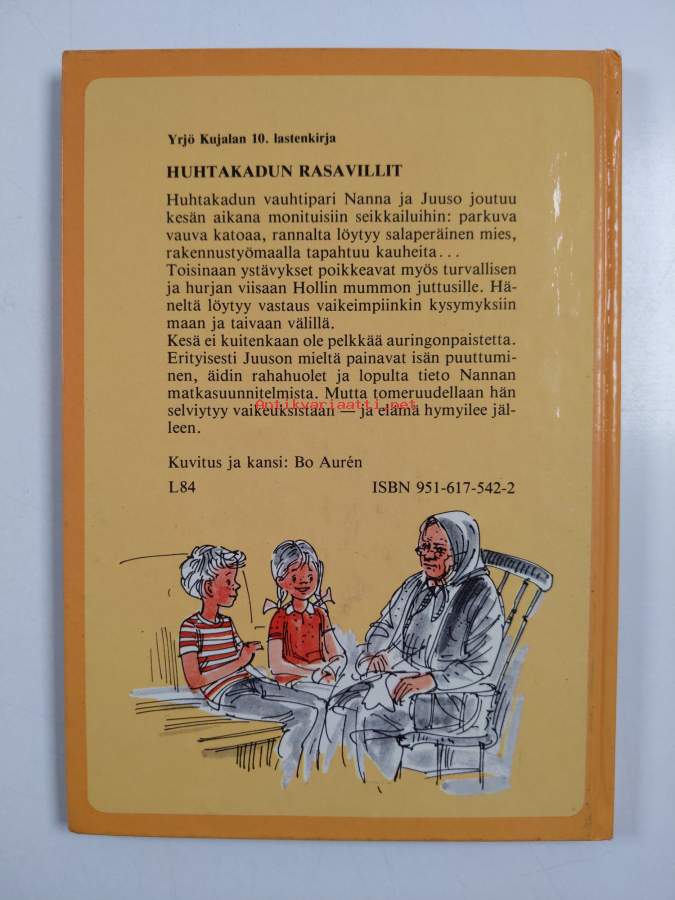 Yrjö Kujalan 10. lastenkirja
HUHTAKADUN RASAVILLIT
Huhtakadun vauhtipari Nanna ja Juuso joutuu
kesän aikana monituisiin seikkailuihin: parkuva
vauva katoaa, rannalta löytyy salaperäinen mies,
rakennustyömaalla tapahtuu kauheita...
Toisinaan ystävykset poikkeavat myös turvallisen
ja hurjan viisaan Hollin mummon juttusille. Hä-
neltä löytyy vastaus vaikeimpiinkin kysymyksiin
maan ja taivaan välillä.
Kesä ei kuitenkaan ole pelkkää auringonpaistetta.
Erityisesti Juuson mieltä painavat isän puuttumi-
nen, äidin rahahuolet ja lopulta tieto Nannan
matkasuunnitelmista. Mutta tomeruudellaan hän
selviytyy vaikeuksistaan — ja elämä hymyilee jäl-
leen.
Antikvariaatti.net
Kuvitus ja kansi: Bo Aurén
L84 ISBN 951-617-542-2